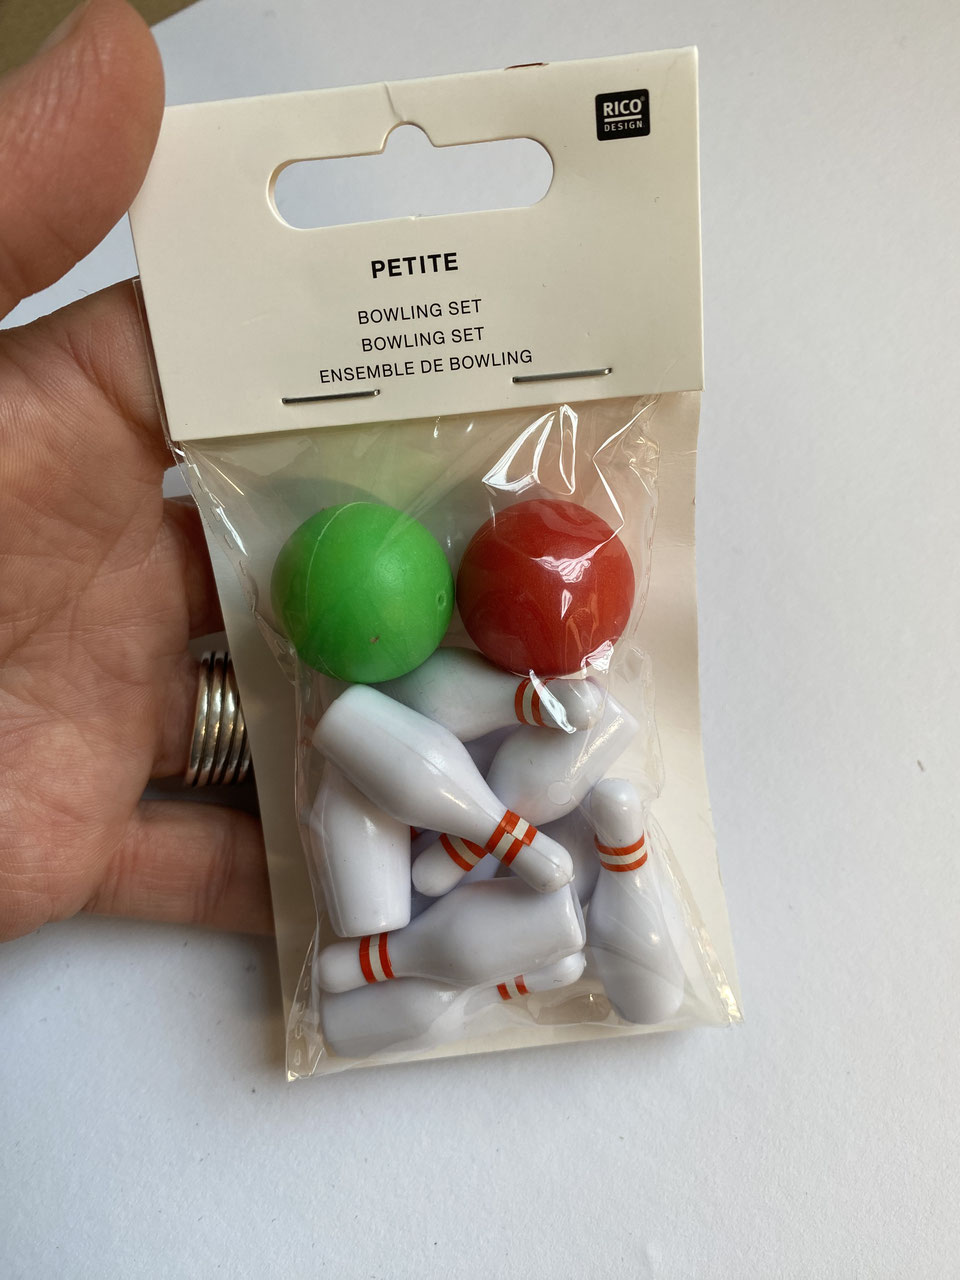 RICO
DESIGN
PETITE
BOWLING SET
BOWLING SET
ENSEMBLE DE BOWLING